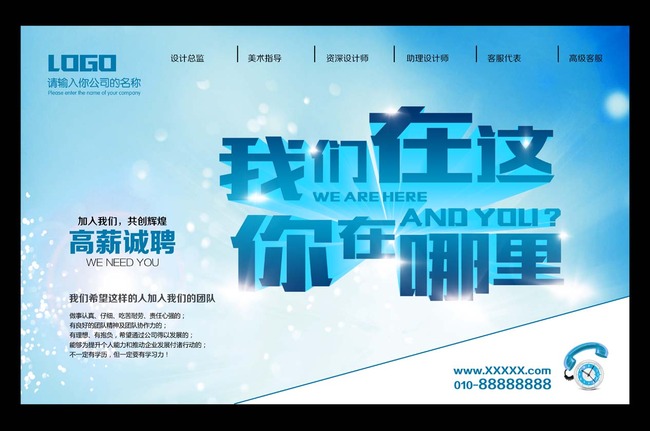 LOGO
请输入你公司的名称
Please enter the name of your company
设计总监
美术指导
资深设计师
助理设计师
客服代表
高级客服
我们在这
WE ARE HERE
AND YOU?
你在哪里
加入我们，共创辉煌
高薪诚聘
WE NEED YOU
我们希望这样的人加入我们的团队
做事认真、仔细、吃苦耐劳、责任心强的；
有良好的团队精神及团队协作力的；
有理想、有抱负，希望通过公司得以发展的；
能够为提升个人能力和推动企业发展付诸行动的；
不一定有学历，但一定要有学习力！
www.XXXXX.com
010-88888888